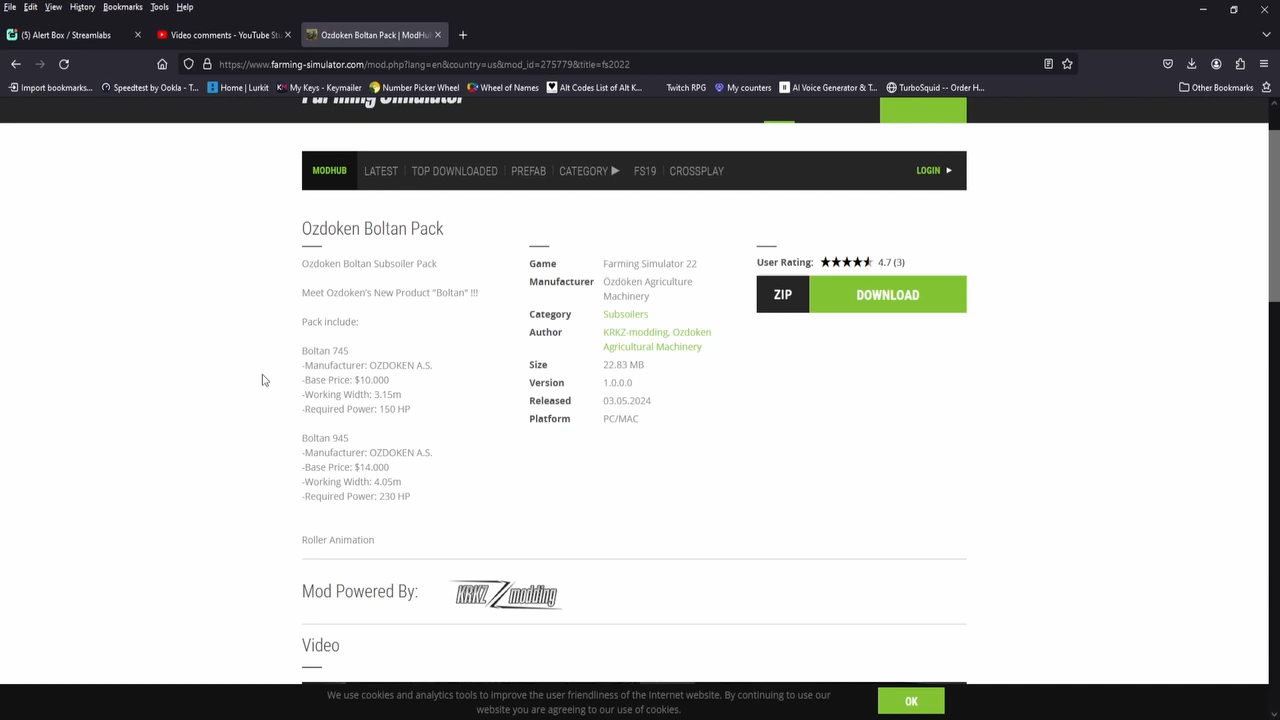 File Edit View History Bookmarks Tools Help
(5) Alert Box / Streamlabs
Video comments - YouTube Stu
Ozdoken Boltan Pack | ModHu
https://www.farming-simulator.com/mod.php?lang=en&country=us&mod_id=275779&title=fs2022
Import bookmarks... Speedtest by Ookla - T... Home | Lurkit My Keys - Keymailer Number Picker Wheel Wheel of Names Alt Codes List of Alt K... Twitch RPG My counters AI Voice Generator & T... TurboSquid -- Order H... Other Bookmarks
Farming Simulator
MODHUB LATEST TOP DOWNLOADED PREFAB CATEGORY FS19 CROSSPLAY LOGIN
Ozdoken Boltan Pack
Ozdoken Boltan Subsoiler Pack
Meet Ozdoken's New Product "Boltan" !!!
Pack include:
Boltan 745
-Manufacturer: OZDOKEN A.S.
-Base Price: $10.000
-Working Width: 3.15m
-Required Power: 150 HP
Boltan 945
-Manufacturer: OZDOKEN A.S.
-Base Price: $14.000
-Working Width: 4.05m
-Required Power: 230 HP
Roller Animation
Game Farming Simulator 22
Manufacturer Özdoken Agriculture
Machinery
Category Subsoilers
Author KRKZ-modding, Ozdoken
Agricultural Machinery
Size 22.83 MB
Version 1.0.0.0
Released 03.05.2024
Platform PC/MAC
User Rating: 4.7 (3)
ZIP DOWNLOAD
Mod Powered By: KRKZ modding
Video
We use cookies and analytics tools to improve the user friendliness of the Internet website. By continuing to use our
website you are agreeing to our use of cookies.
OK